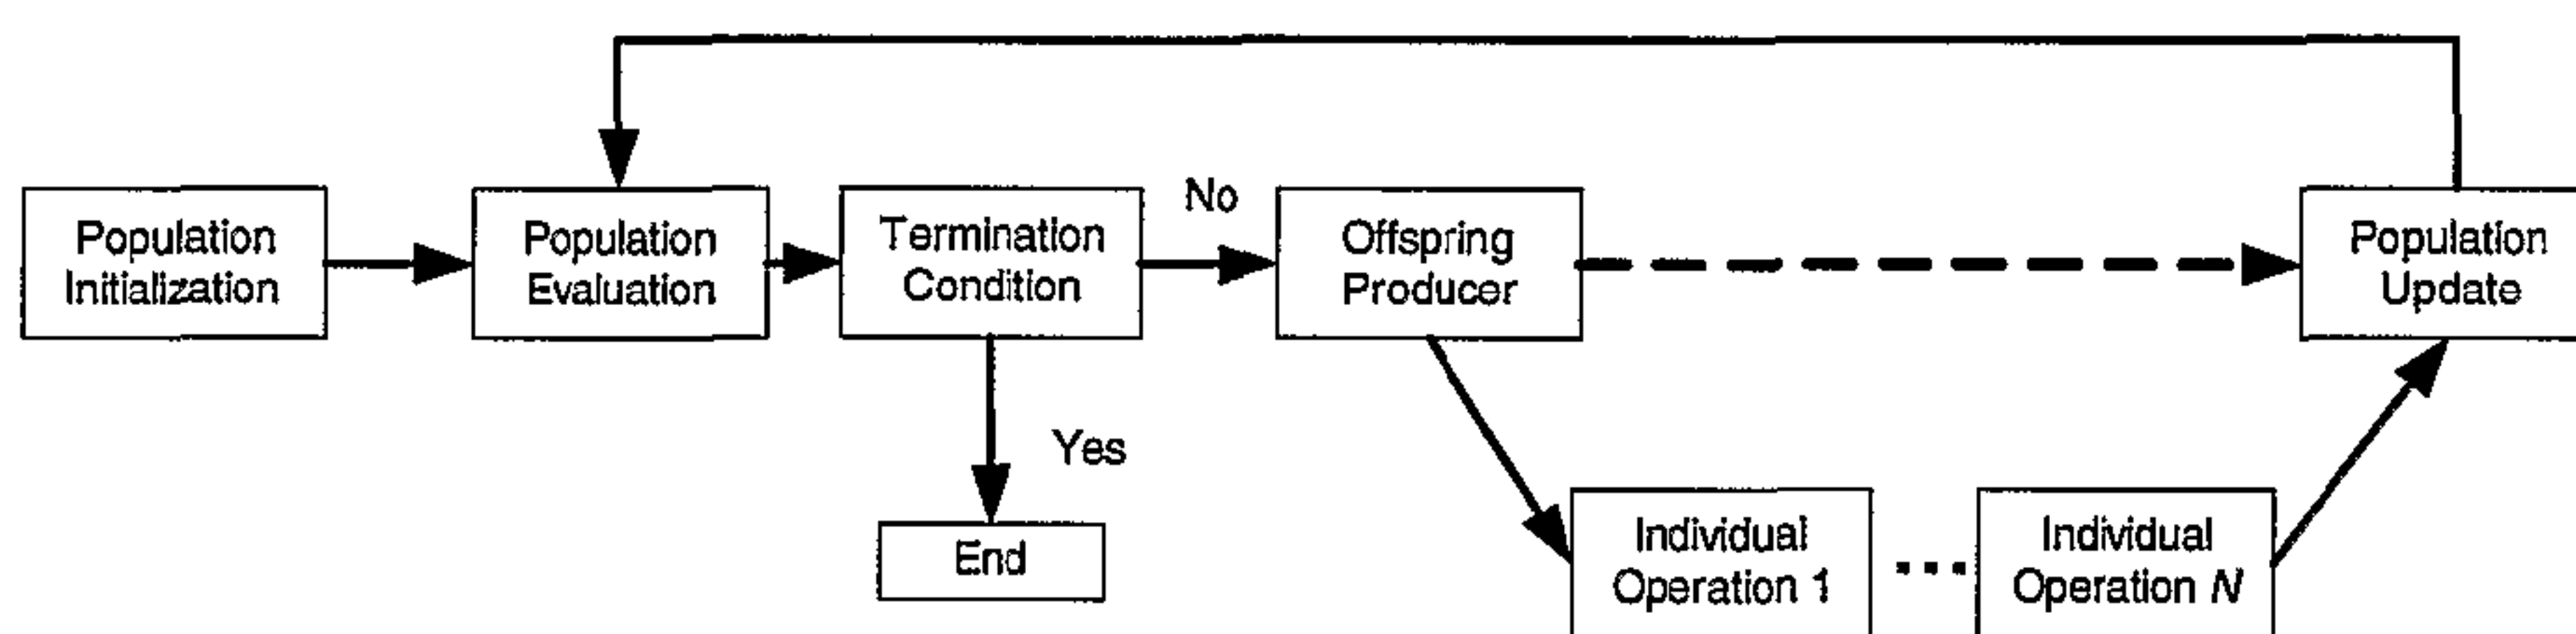 Population
Initialization
Population
Evaluation
Termination
Condition
No
Offspring
Producer
Population
Update
Yes
End
Individual
Operation 1
...
Individual
Operation N